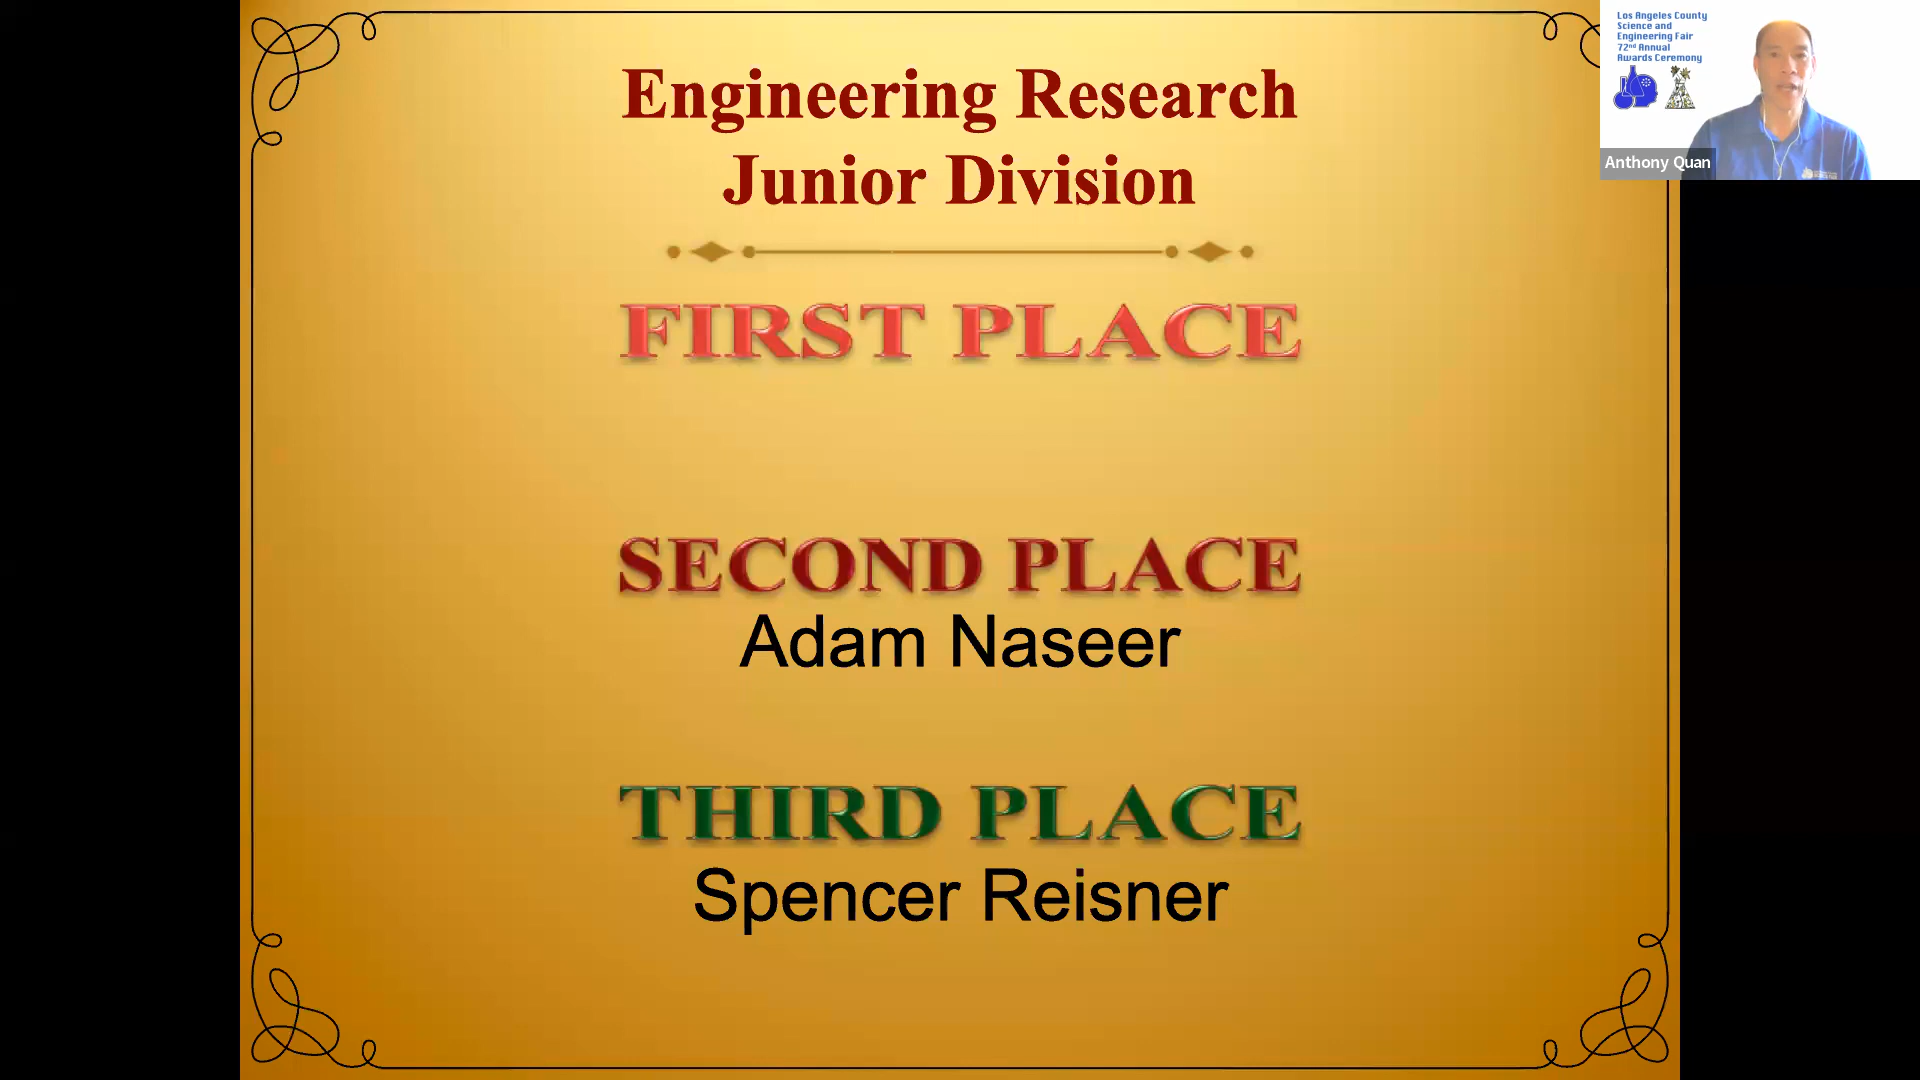 Engineering Research
Junior Division
FIRST PLACE
SECOND PLACE
Adam Naseer
THIRD PLACE
Spencer Reisner
Los Angeles County
Science and
Engineering Fair
72nd Annual
Awards Ceremony
Anthony Quan